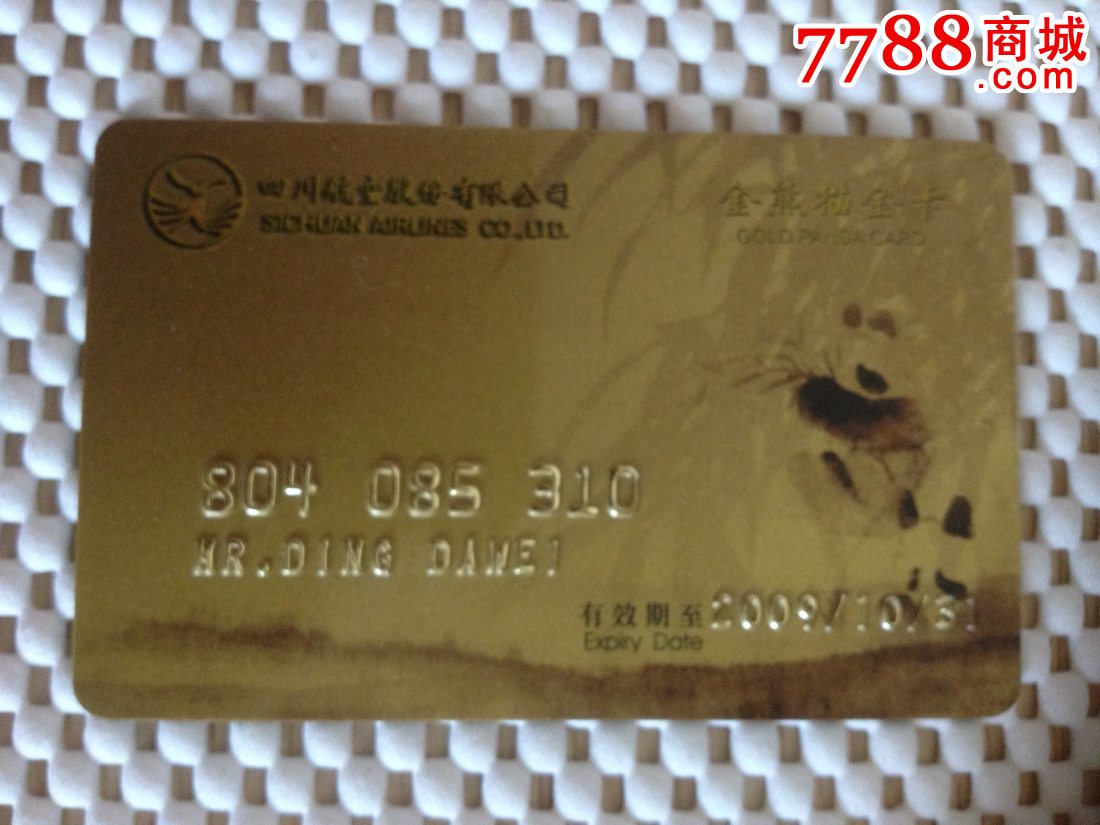 7788商城
.com
四川航空股份有限公司
SICHUAN AIRLINES CO.,LTD.
金熊猫金卡
GOLD PANDA CARD
804 085 310
MR.DING DAWEI
有效期至 2009/10/31
Expiry Date